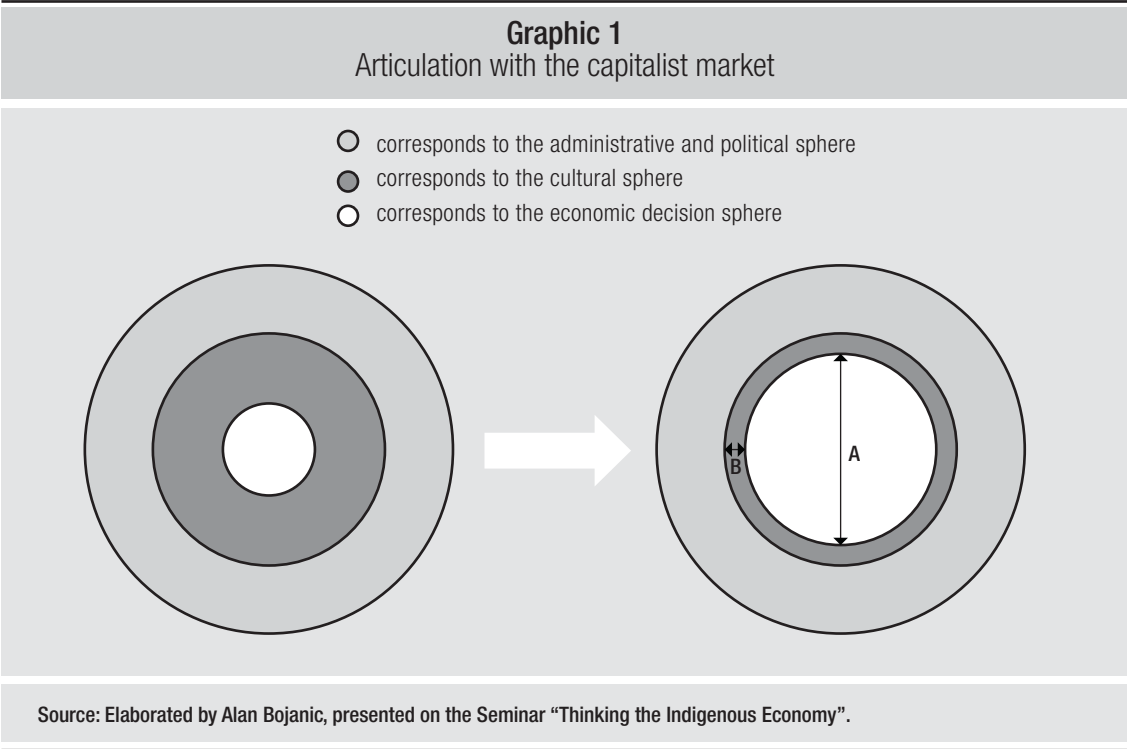 Graphic 1
Articulation with the capitalist market
corresponds to the administrative and political sphere
corresponds to the cultural sphere
corresponds to the economic decision sphere
A
B
Source: Elaborated by Alan Bojanic, presented on the Seminar “Thinking the Indigenous Economy”.